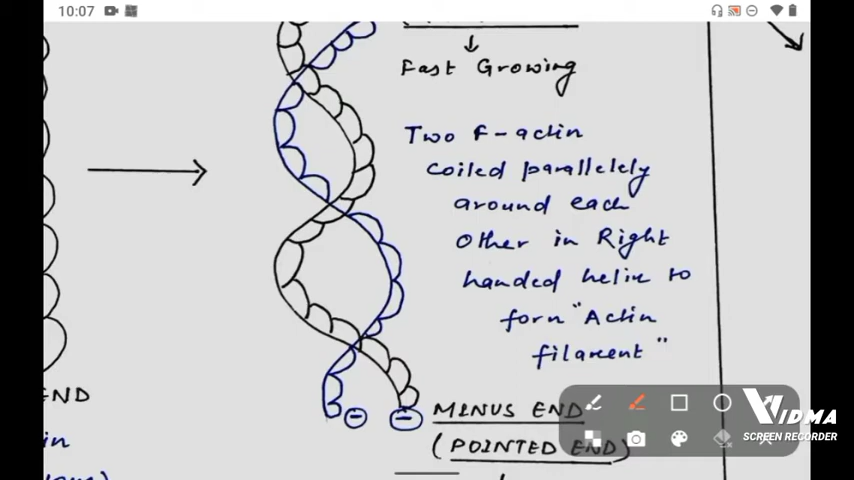 10:07
Fast Growing
Two F-actin
coiled parallelely
around each
Other in Right
handed helix to
form "Actin
filament"
END
in
MINUS END
(POINTED END)
VIDMA
SCREEN RECORDER